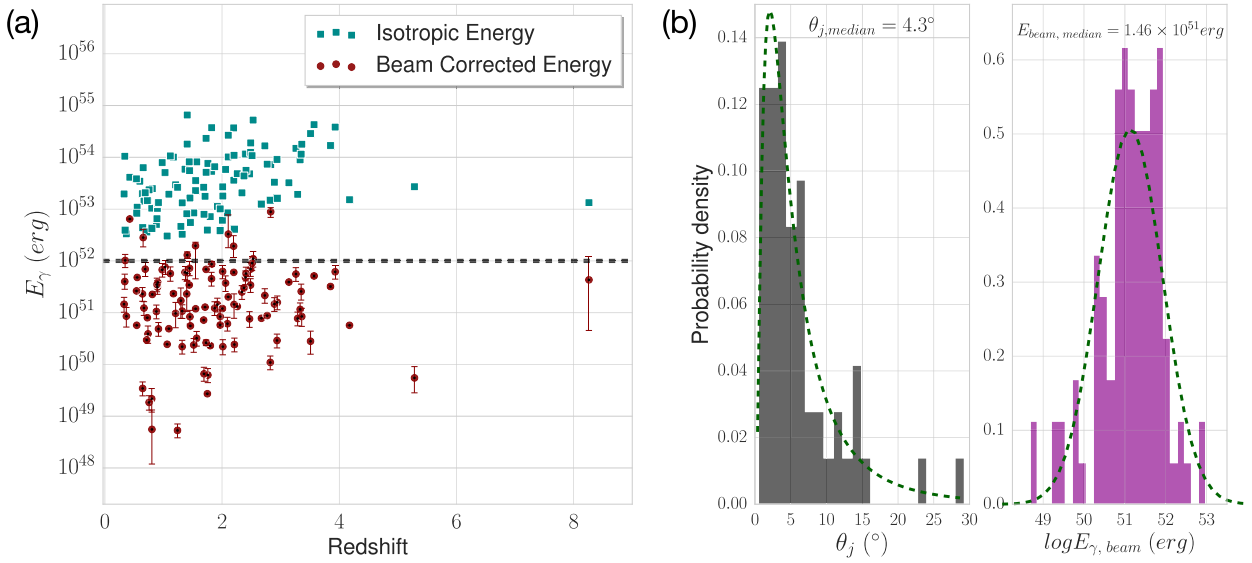 (a)
Isotropic Energy
Beam Corrected Energy
10^56
10^55
10^54
10^53
10^52
10^51
10^50
10^49
10^48
E_γ (erg)
0 2 4 6 8
Redshift
(b)
θ_{j,median} = 4.3°
0.14
0.12
0.10
0.08
0.06
0.04
0.02
0.00
Probability density
0 5 10 15 20 25 30
θ_j (°)
E_{beam, median} = 1.46 × 10^51 erg
0.6
0.5
0.4
0.3
0.2
0.1
0.0
49 50 51 52 53
logE_{γ, beam} (erg)